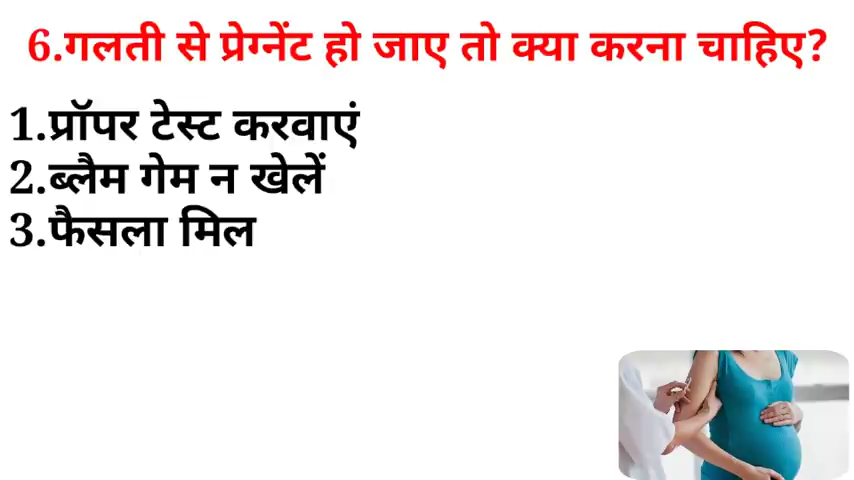 6.गलती से प्रेग्नेंट हो जाए तो क्या करना चाहिए?
1.प्रॉपर टेस्ट करवाएं
2.ब्लैम गेम न खेलें
3.फैसला मिल